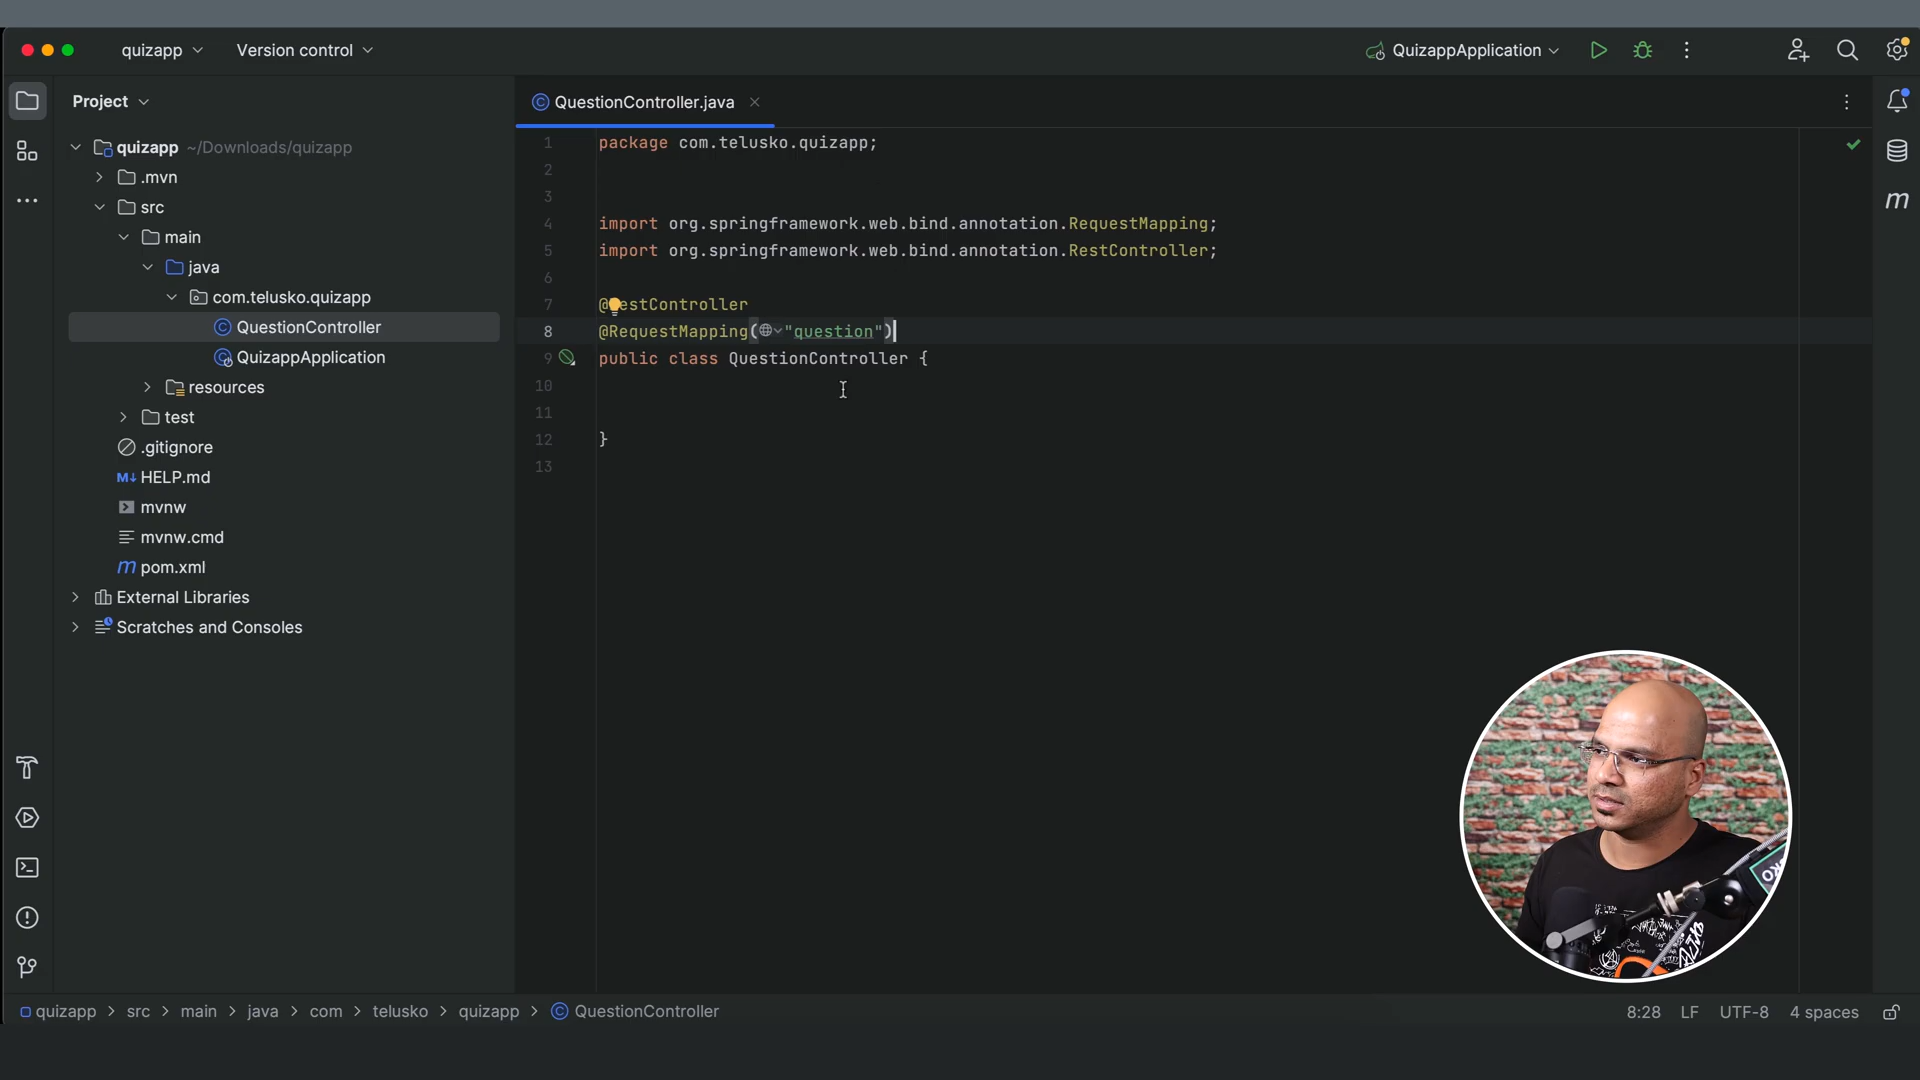 quizapp
Version control
QuizappApplication
Project
QuestionController.java
quizapp ~/Downloads/quizapp
.mvn
src
main
java
com.telusko.quizapp
QuestionController
QuizappApplication
resources
test
.gitignore
M↓ HELP.md
mvnw
mvnw.cmd
m pom.xml
External Libraries
Scratches and Consoles
1 package com.telusko.quizapp;
2
3
4 import org.springframework.web.bind.annotation.RequestMapping;
5 import org.springframework.web.bind.annotation.RestController;
6
7 @estController
8 @RequestMapping("question")
9 public class QuestionController {
10
11
12 }
13
m
quizapp > src > main > java > com > telusko > quizapp > QuestionController
8:28 LF UTF-8 4 spaces